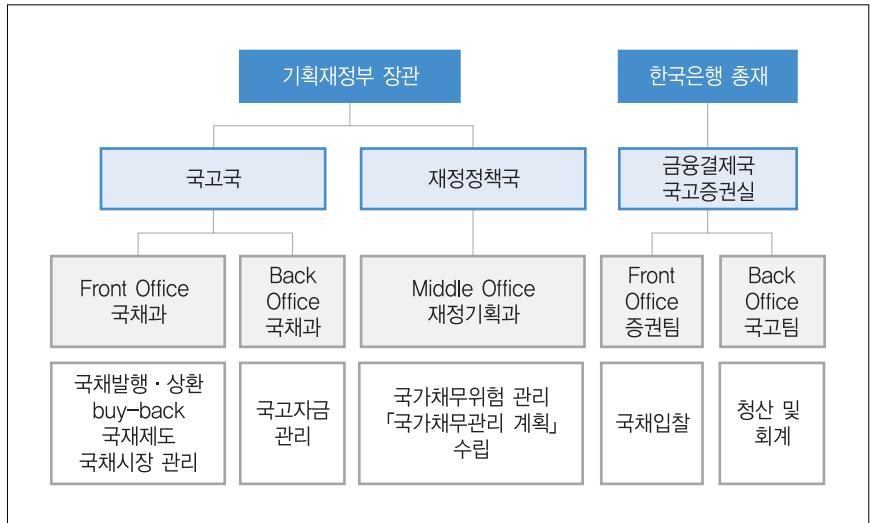 기획재정부 장관
한국은행 총재
국고국
재정정책국
금융결제국
국고증권실
Front Office
국채과
Back
Office
국채과
Middle Office
재정기획과
Front
Office
증권팀
Back
Office
국고팀
국채발행·상환
buy-back
국재제도
국채시장 관리
국고자금
관리
국가채무위험 관리
「국가채무관리 계획」
수립
국채입찰
청산 및
회계